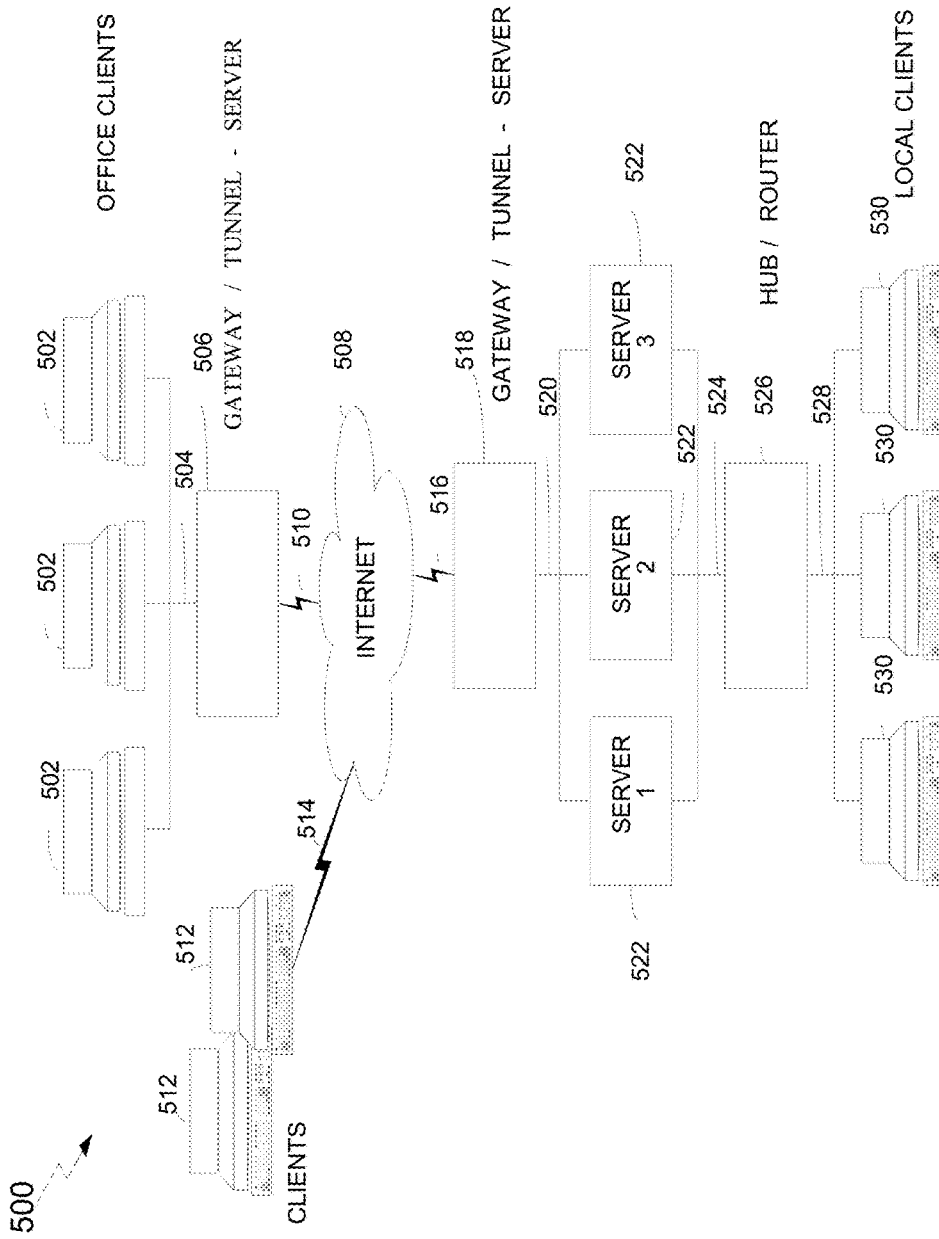 500
512
512
CLIENTS
514
502
502
502
OFFICE CLIENTS
504
506
GATEWAY / TUNNEL - SERVER
510
508
INTERNET
516
518
GATEWAY / TUNNEL - SERVER
520
522
SERVER
1
SERVER
2
522
SERVER
3
522
524
526
HUB / ROUTER
528
530
530
530
LOCAL CLIENTS